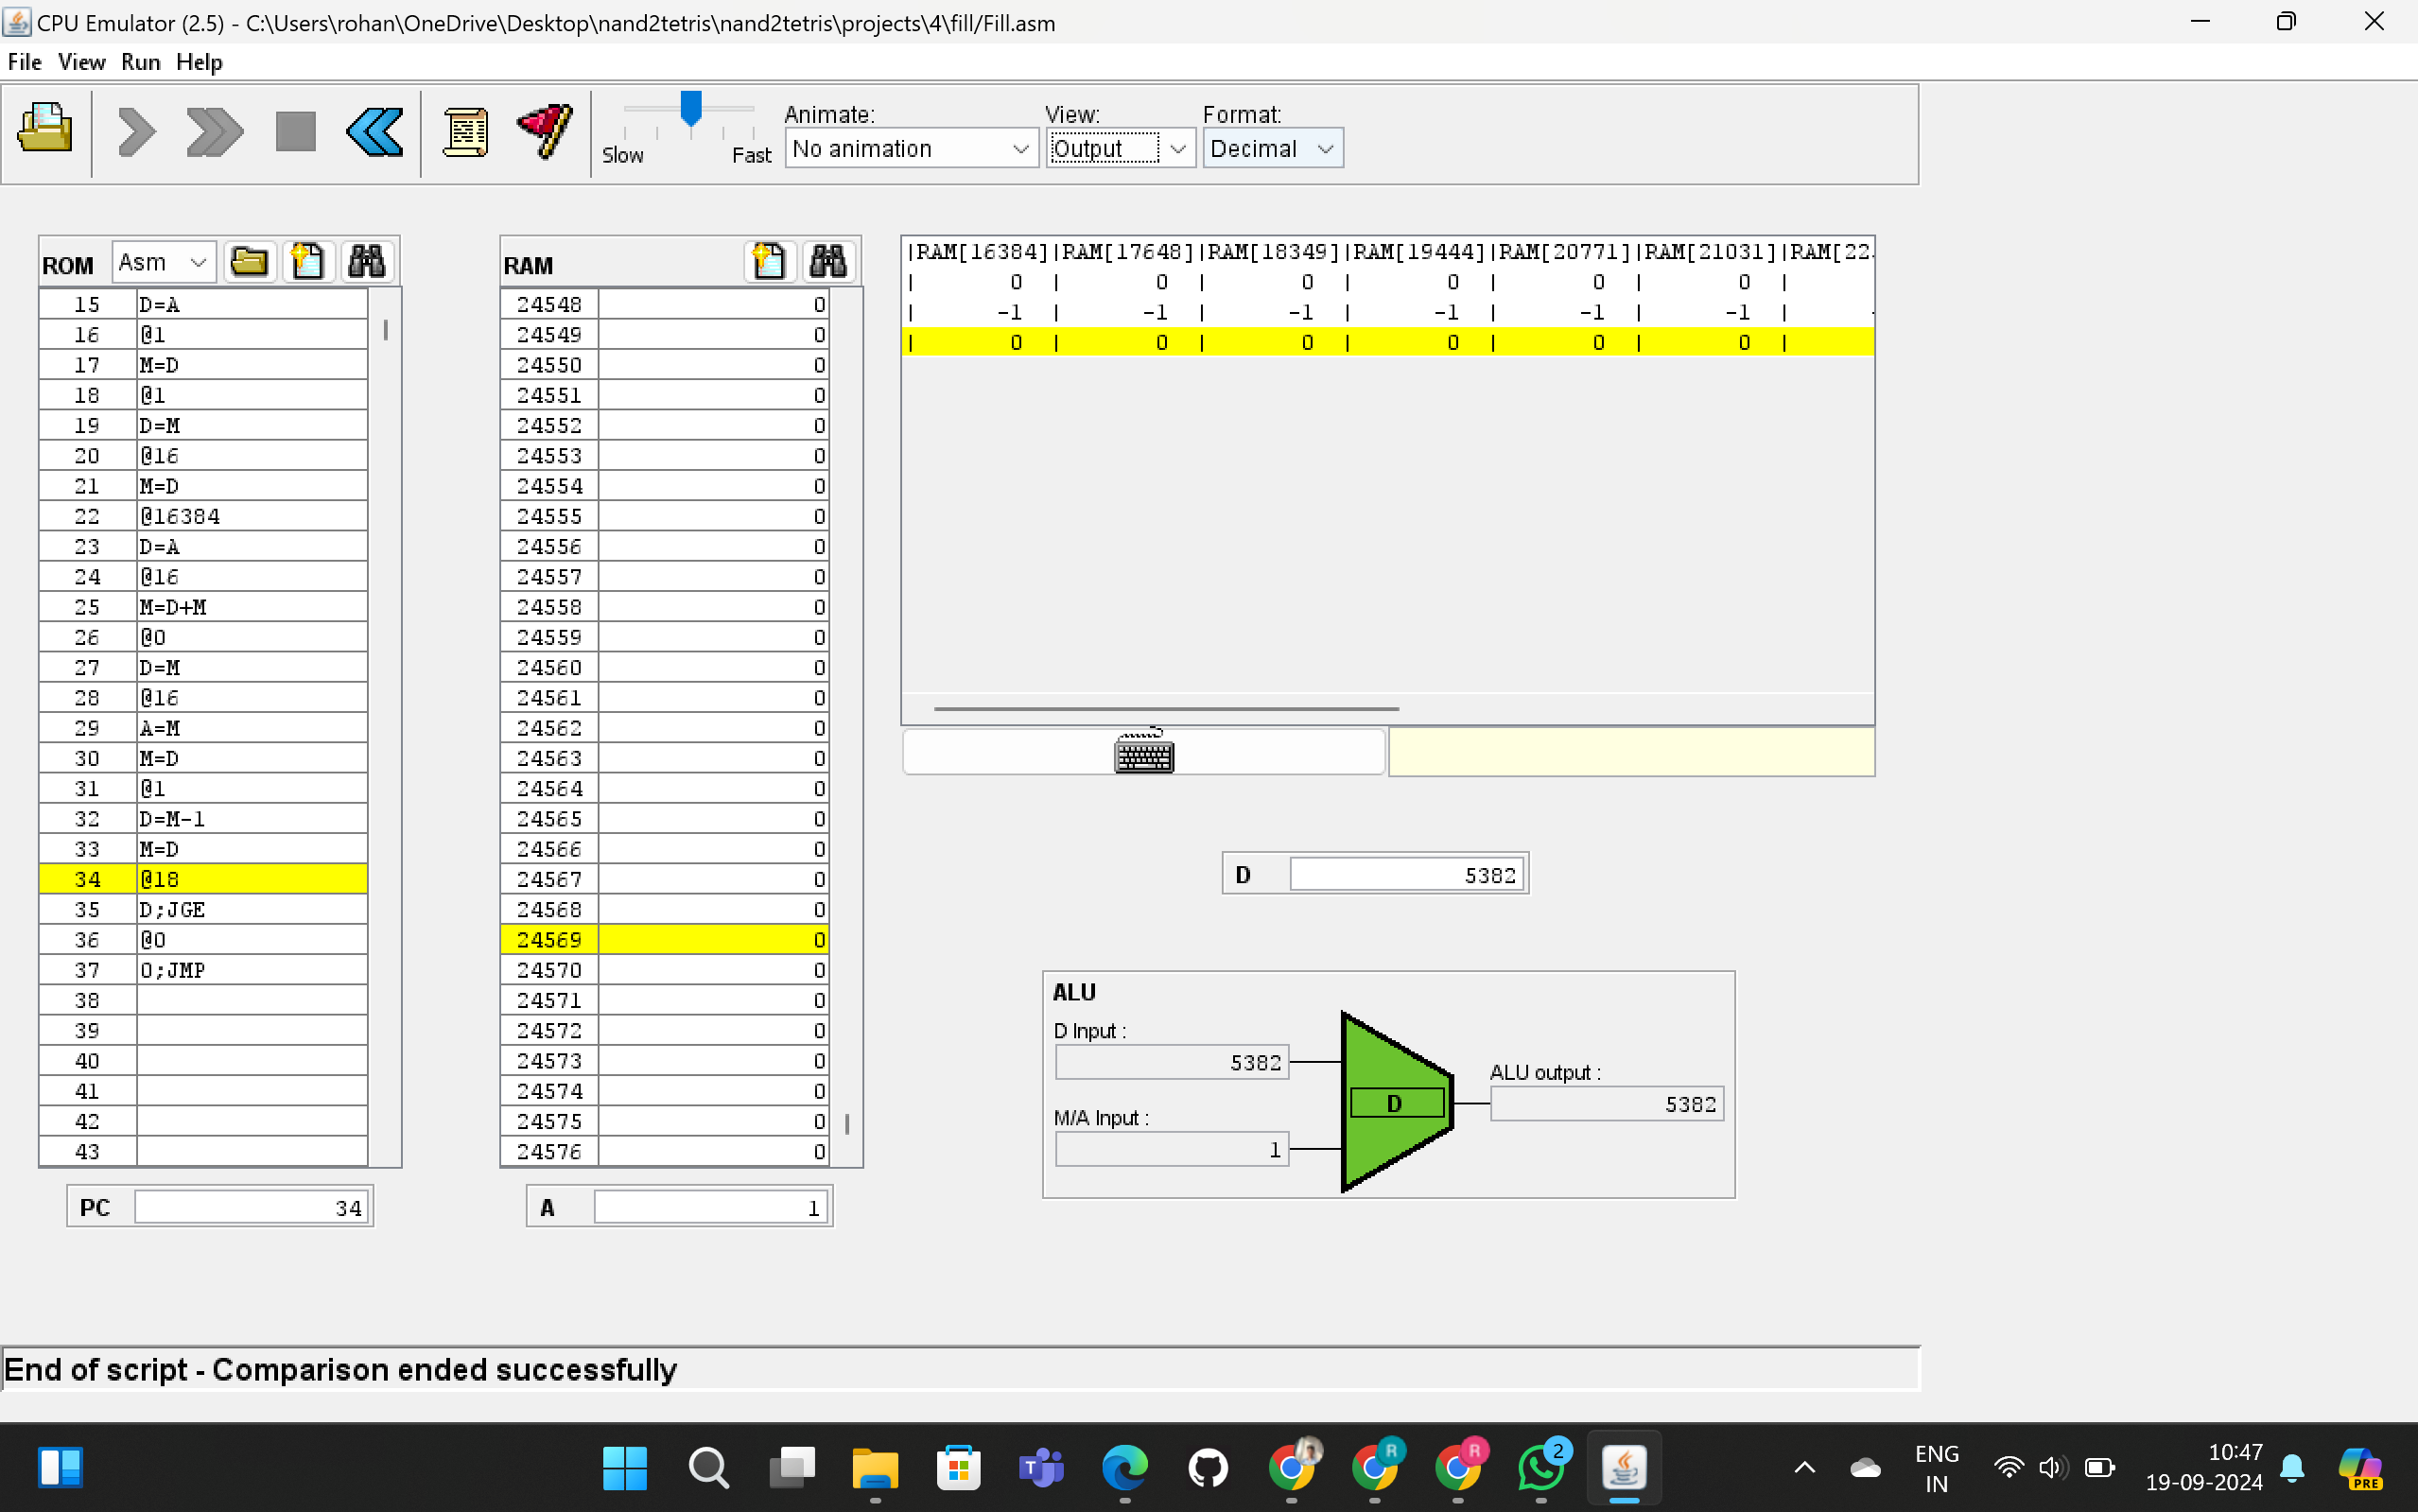 CPU Emulator (2.5) - C:\Users\rohan\OneDrive\Desktop\nand2tetris\nand2tetris\projects\4\fill/Fill.asm
File View Run Help
Animate: View: Format:
Slow Fast No animation Output Decimal
ROM Asm
15 D=A
16 @1
17 M=D
18 @1
19 D=M
20 @16
21 M=D
22 @16384
23 D=A
24 @16
25 M=D+M
26 @0
27 D=M
28 @16
29 A=M
30 M=D
31 @1
32 D=M-1
33 M=D
34 @18
35 D;JGE
36 @0
37 0;JMP
38
39
40
41
42
43
PC 34
RAM
24548 0
24549 0
24550 0
24551 0
24552 0
24553 0
24554 0
24555 0
24556 0
24557 0
24558 0
24559 0
24560 0
24561 0
24562 0
24563 0
24564 0
24565 0
24566 0
24567 0
24568 0
24569 0
24570 0
24571 0
24572 0
24573 0
24574 0
24575 0
24576 0
A 1
|RAM[16384]|RAM[17648]|RAM[18349]|RAM[19444]|RAM[20771]|RAM[21031]|RAM[22
| 0 | 0 | 0 | 0 | 0 | 0 |
| -1 | -1 | -1 | -1 | -1 | -1 |
| 0 | 0 | 0 | 0 | 0 | 0 |
D 5382
ALU
D Input :
5382
M/A Input :
1
D
ALU output :
5382
End of script - Comparison ended successfully
T
R
R
2
ENG
IN
10:47
19-09-2024
PRE